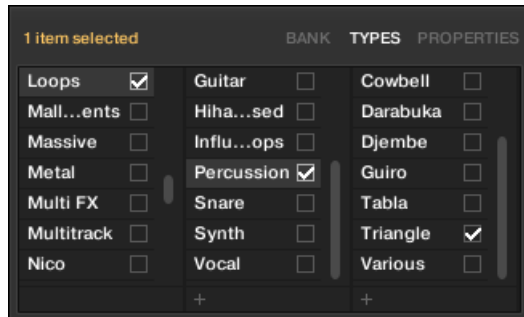 1 item selected BANK TYPES PROPERTIES
Loops Guitar Cowbell
Mall...ents Hiha...sed Darabuka
Massive Influ...ops Djembe
Metal Percussion Guiro
Multi FX Snare Tabla
Multitrack Synth Triangle
Nico Vocal Various
+ +